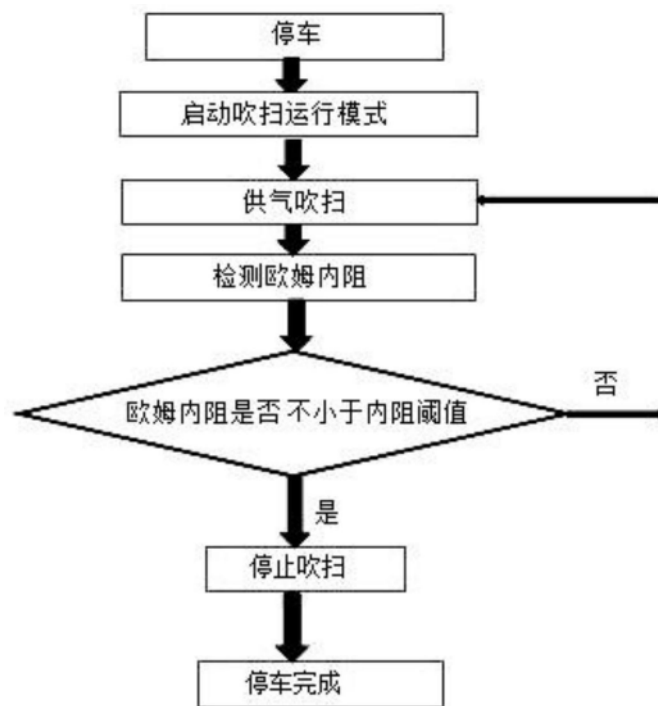 停车
启动吹扫运行模式
供气吹扫
检测欧姆内阻
欧姆内阻是否 不小于内阻阈值
否
是
停止吹扫
停车完成